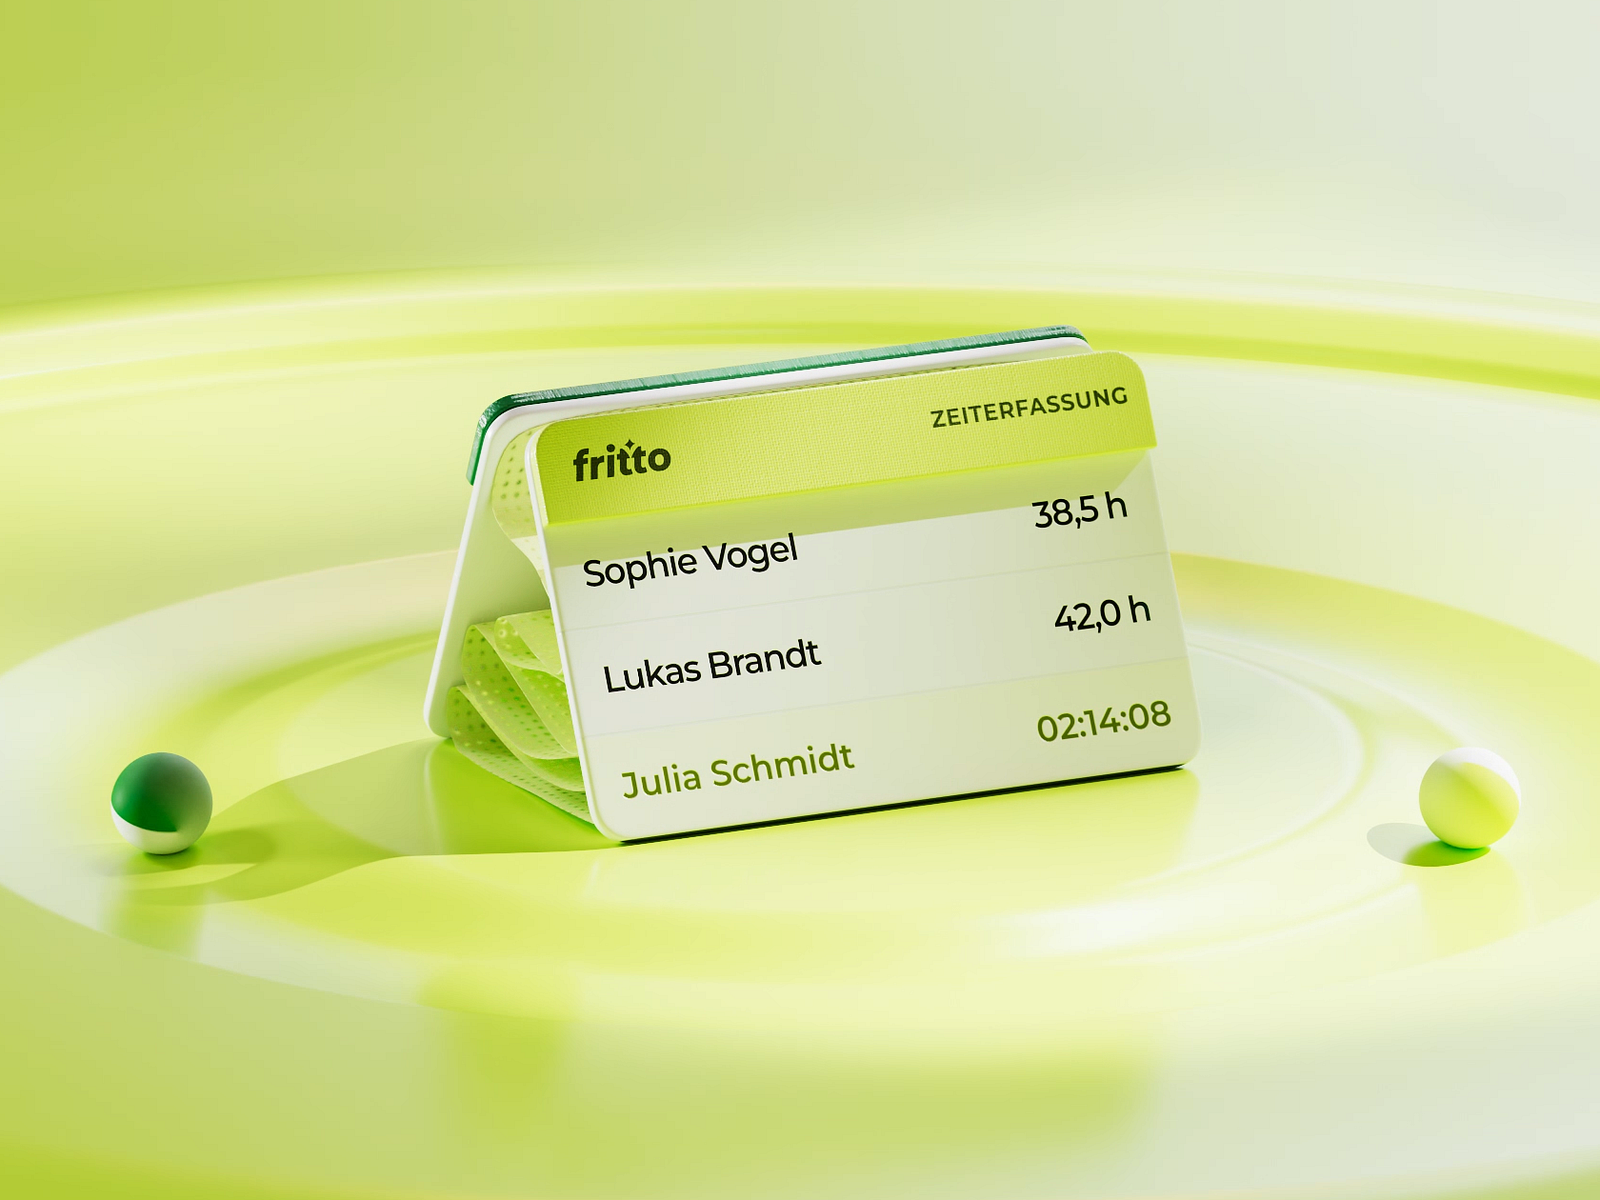 fritto
ZEITERFASSUNG
Sophie Vogel 38,5 h
Lukas Brandt 42,0 h
Julia Schmidt 02:14:08